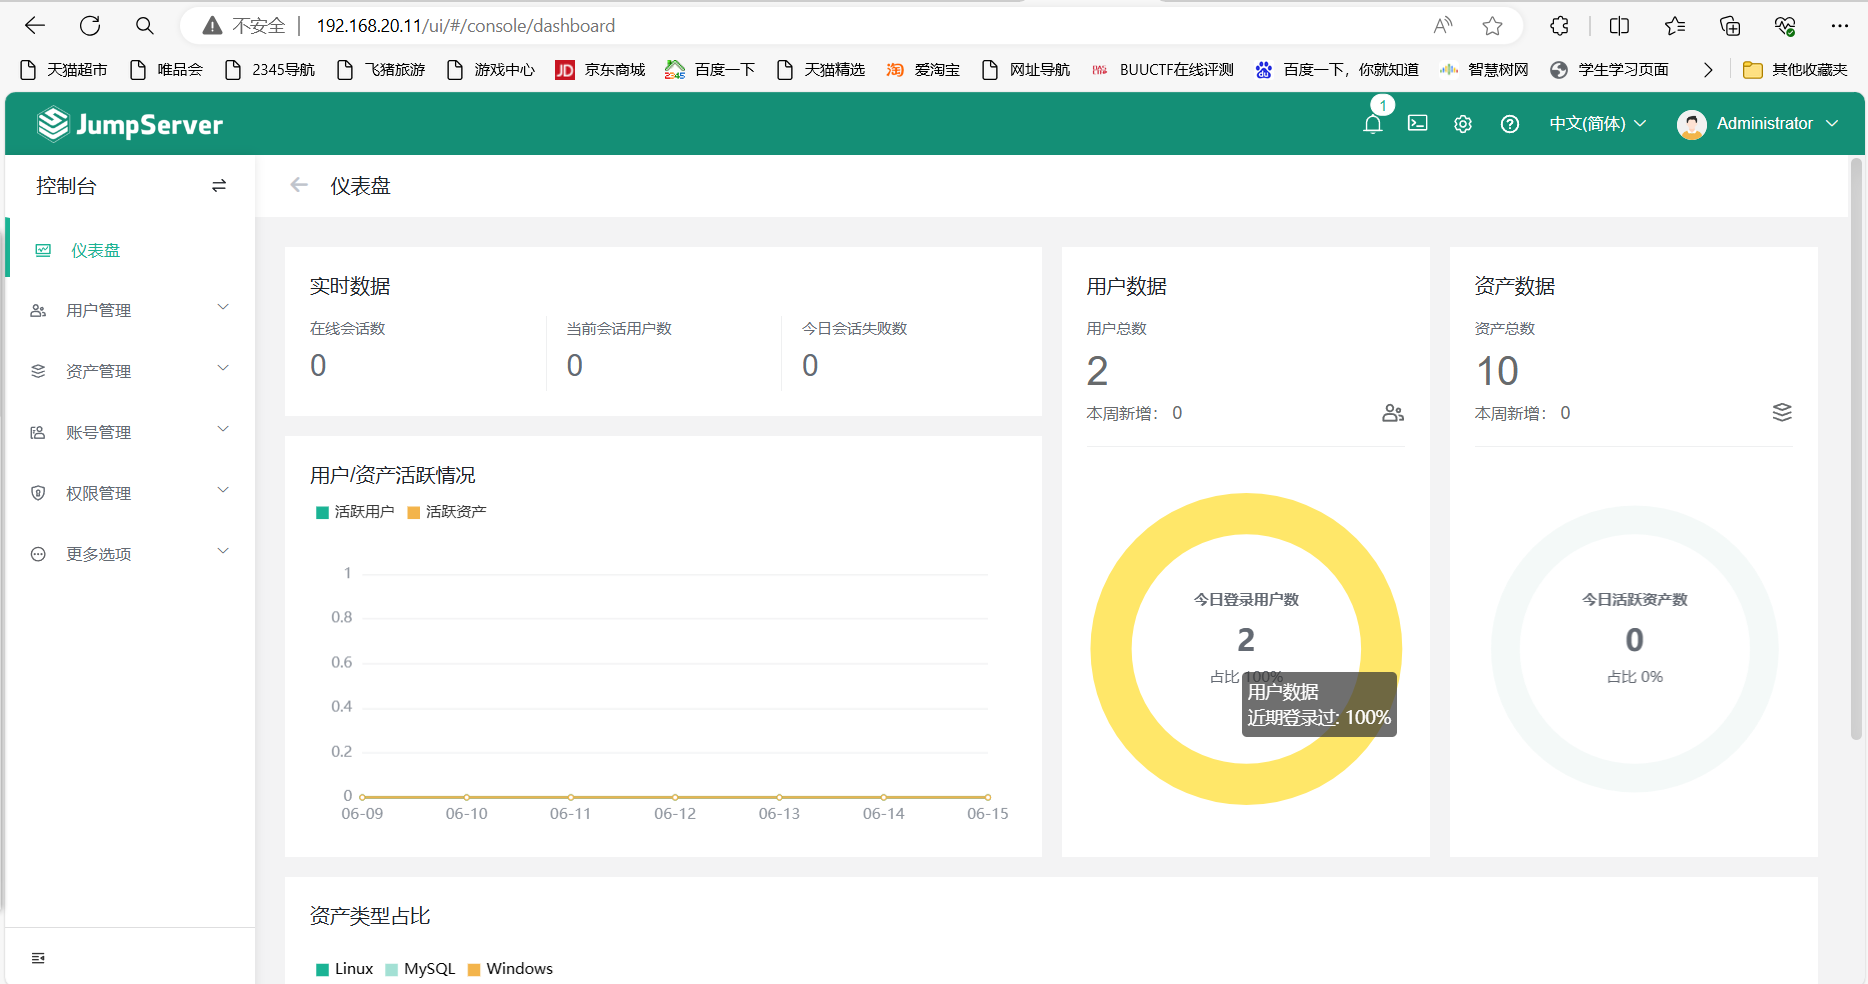 不安全 192.168.20.11/ui/#/console/dashboard
天猫超市 唯品会 2345导航 飞猪旅游 游戏中心 JD 京东商城 2345 百度一下 天猫精选 淘 爱淘宝 网址导航 BUUCTF在线评测 百度一下，你就知道 智慧树网 学生学习页面 其他收藏夹
JumpServer 1 中文(简体) Administrator
控制台
仪表盘
仪表盘
用户管理
资产管理
账号管理
权限管理
更多选项
实时数据
在线会话数 当前会话用户数 今日会话失败数
0 0 0
用户数据
用户总数
2
本周新增： 0
今日登录用户数
2
占比 100%
用户数据
近期登录过: 100%
资产数据
资产总数
10
本周新增： 0
今日活跃资产数
0
占比 0%
用户/资产活跃情况
活跃用户 活跃资产
1
0.8
0.6
0.4
0.2
0
06-09 06-10 06-11 06-12 06-13 06-14 06-15
资产类型占比
Linux MySQL Windows